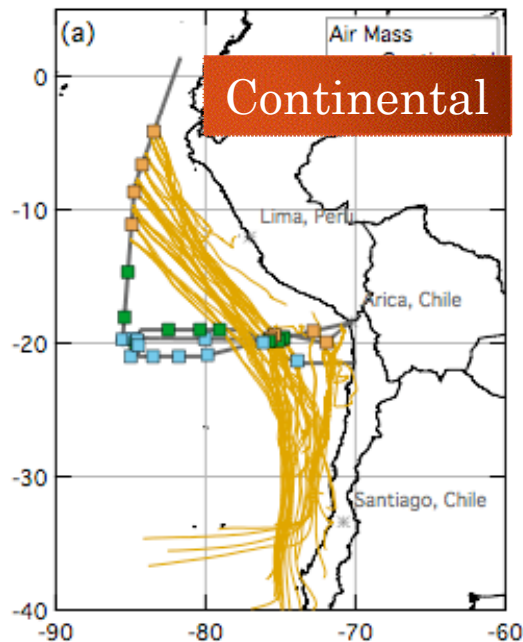 (a)
Air Mass
Continental
0
-10
Lima, Peru
Arica, Chile
-20
-30
Santiago, Chile
-40
-90
-80
-70
-60